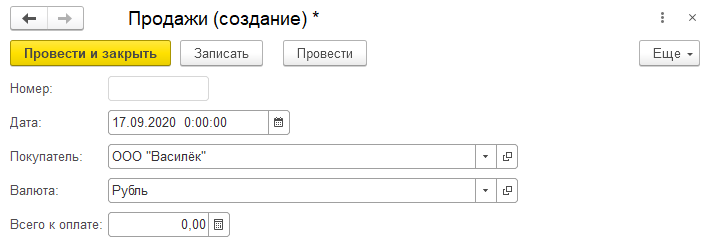 Продажи (создание) *
Провести и закрыть Записать Провести Еще
Номер:
Дата: 17.09.2020 0:00:00
Покупатель: ООО "Василёк"
Валюта: Рубль
Всего к оплате: 0,00